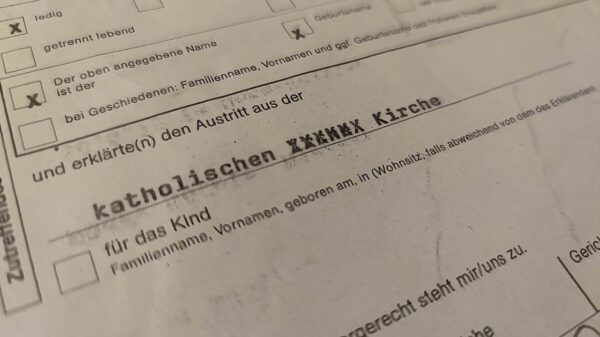 x ledig
getrennt lebend
x Geburtsname
x Der oben angegebene Name
ist der
bei Geschiedenen: Familienname, Vornamen und ggf. Geburtsname des früheren Ehegatten
und erklärte(n) den Austritt aus der
katholischen XXXXXX Kirche
für das KInd
Familienname, Vornamen, geboren am, in (Wohnsitz, falls abweichend von dem des Erklärenden
steht mir/uns zu.